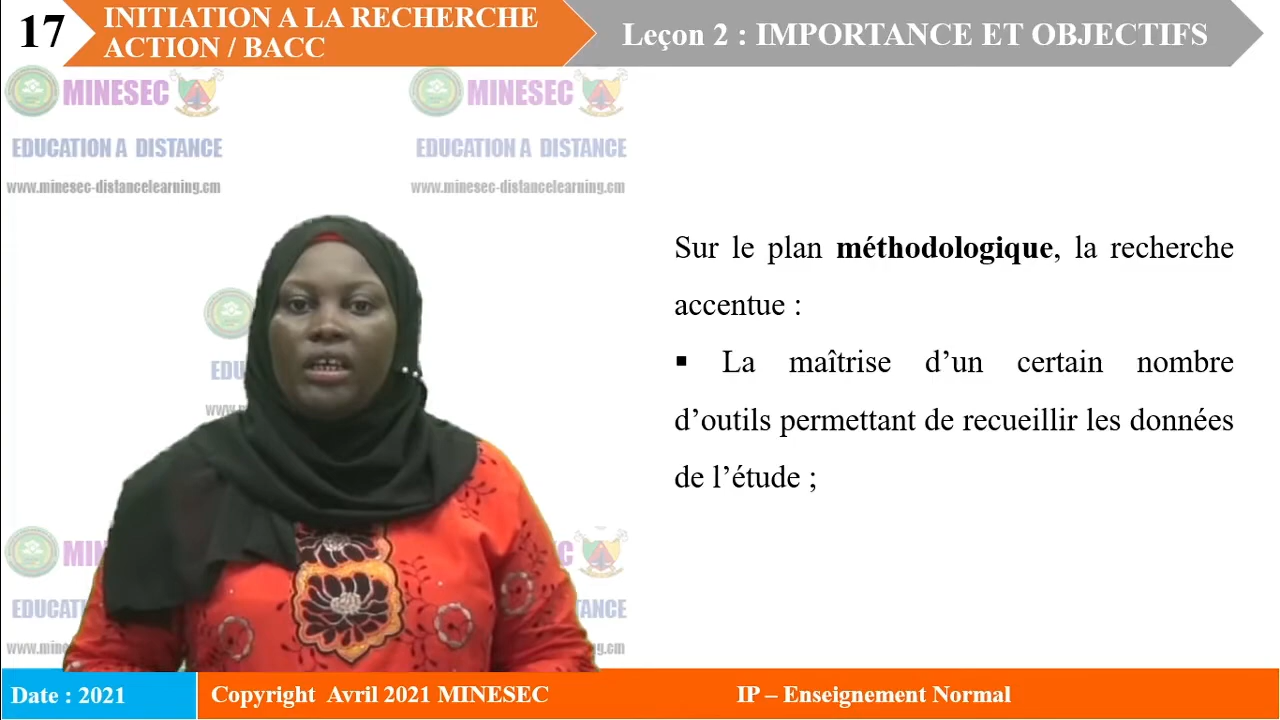 17
INITIATION A LA RECHERCHE
ACTION / BACC
Leçon 2 : IMPORTANCE ET OBJECTIFS
MINESEC
MINESEC
EDUCATION A DISTANCE
EDUCATION A DISTANCE
www.minesec-distancelearning.cm
www.minesec-distancelearning.cm
Sur le plan méthodologique, la recherche
accentue :
▪ La maîtrise d’un certain nombre
d’outils permettant de recueillir les données
de l’étude ;
Date : 2021
Copyright Avril 2021 MINESEC
IP – Enseignement Normal